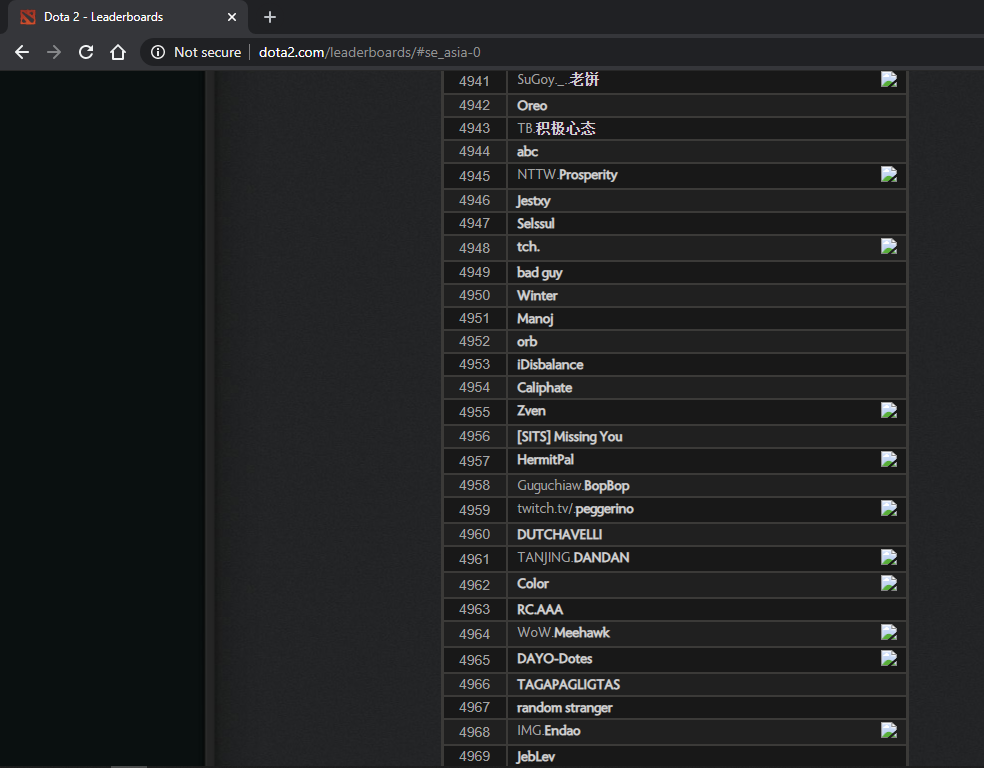 Dota 2 - Leaderboards
Not secure | dota2.com/leaderboards/#se_asia-0
4941 SuGoy._.老饼
4942 Oreo
4943 TB.积极心态
4944 abc
4945 NTTW.Prosperity
4946 Jestxy
4947 Selssul
4948 tch.
4949 bad guy
4950 Winter
4951 Manoj
4952 orb
4953 iDisbalance
4954 Caliphate
4955 Zven
4956 [SITS] Missing You
4957 HermitPal
4958 Guguchiaw.BopBop
4959 twitch.tv/.peggerino
4960 DUTCHAVELLI
4961 TANJING.DANDAN
4962 Color
4963 RC.AAA
4964 WoW.Meehawk
4965 DAYO-Dotes
4966 TAGAPAGLIGTAS
4967 random stranger
4968 IMG.Endao
4969 JebLev